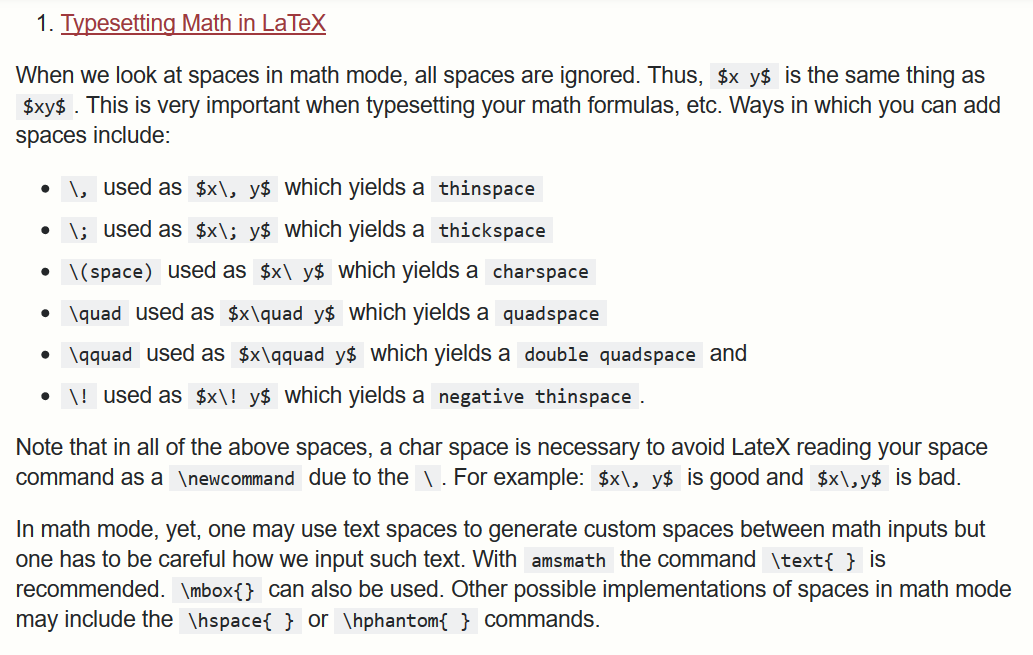 1. Typesetting Math in LaTeX
When we look at spaces in math mode, all spaces are ignored. Thus, $x y$ is the same thing as
$xy$ . This is very important when typesetting your math formulas, etc. Ways in which you can add
spaces include:
• \, used as $x\, y$ which yields a thinspace
• \; used as $x\; y$ which yields a thickspace
• \(space) used as $x\ y$ which yields a charspace
• \quad used as $x\quad y$ which yields a quadspace
• \qquad used as $x\qquad y$ which yields a double quadspace and
• \! used as $x\! y$ which yields a negative thinspace .
Note that in all of the above spaces, a char space is necessary to avoid LateX reading your space
command as a \newcommand due to the \ . For example: $x\, y$ is good and $x\,y$ is bad.
In math mode, yet, one may use text spaces to generate custom spaces between math inputs but
one has to be careful how we input such text. With amsmath the command \text{ } is
recommended. \mbox{} can also be used. Other possible implementations of spaces in math mode
may include the \hspace{ } or \hphantom{ } commands.